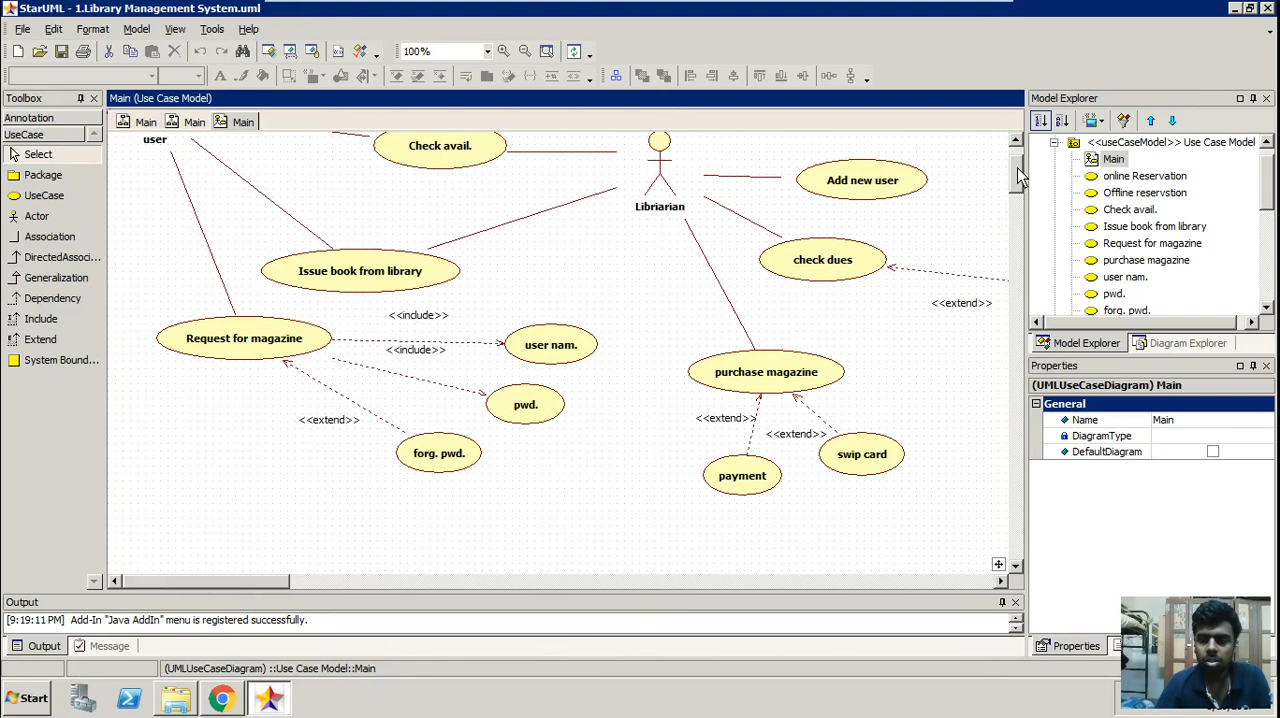 StarUML - 1.Library Management System.uml
File Edit Format Model View Tools Help
100%
Toolbox
Annotation
UseCase
Select
Package
UseCase
Actor
Association
DirectedAssoci...
Generalization
Dependency
Include
Extend
System Bound...
Main (Use Case Model)
Main Main Main
user
Check avail.
Add new user
Libriarian
check dues
Issue book from library
<<extend>>
<<include>>
Request for magazine
user nam.
<<include>>
purchase magazine
pwd.
<<extend>>
<<extend>>
<<extend>>
forg. pwd.
swip card
payment
Model Explorer
<<useCaseModel>> Use Case Model
Main
online Reservation
Offline reservstion
Check avail.
Issue book from library
Request for magazine
purchase magazine
user nam.
pwd.
forg. pwd.
Model Explorer Diagram Explorer
Properties
(UMLUseCaseDiagram) Main
General
Name Main
DiagramType
DefaultDiagram
Properties
Output
[9:19:11 PM] Add-In "Java AddIn" menu is registered successfully.
Output Message
(UMLUseCaseDiagram) ::Use Case Model::Main
Start